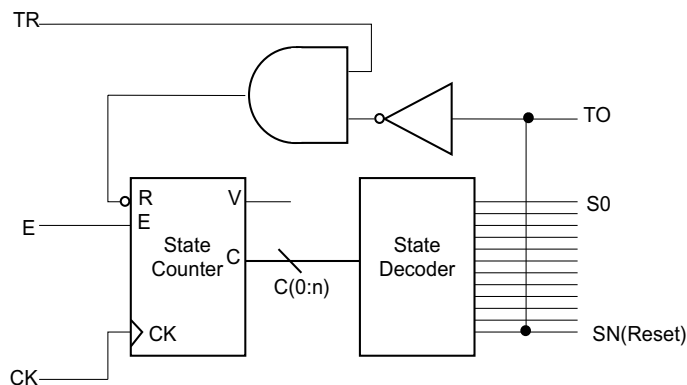 TR
TO
R
V
S0
E
E
State
Counter
State
Decoder
C
C(0:n)
CK
SN(Reset)
CK